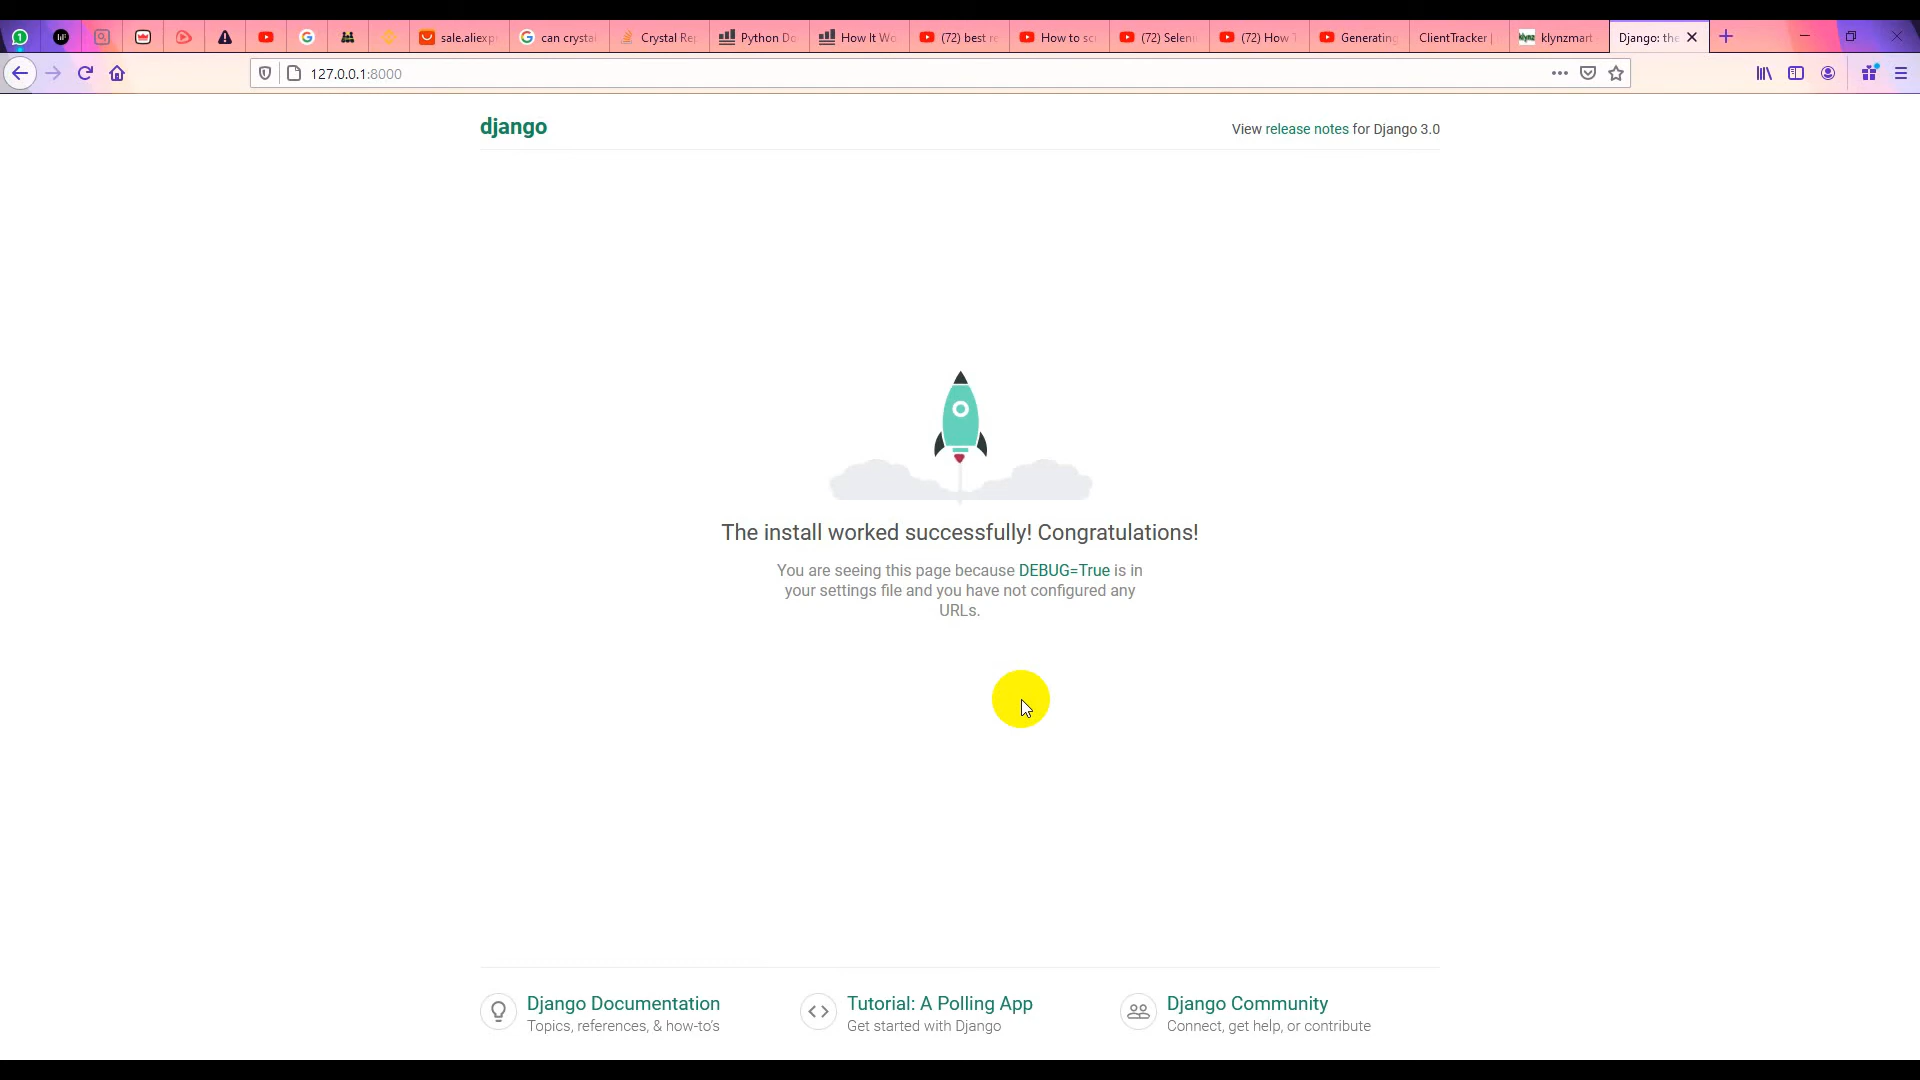 sale.aliexp
can crysta
Crystal Re
Python Do
How It Wo
(72) best re
How to sc
(72) Seleni
(72) How T
Generating
ClientTracker |
klynzmart
Django: the
127.0.0.1:8000
django
View release notes for Django 3.0
The install worked successfully! Congratulations!
You are seeing this page because DEBUG=True is in
your settings file and you have not configured any
URLs.
Django Documentation
Topics, references, & how-to's
Tutorial: A Polling App
Get started with Django
Django Community
Connect, get help, or contribute